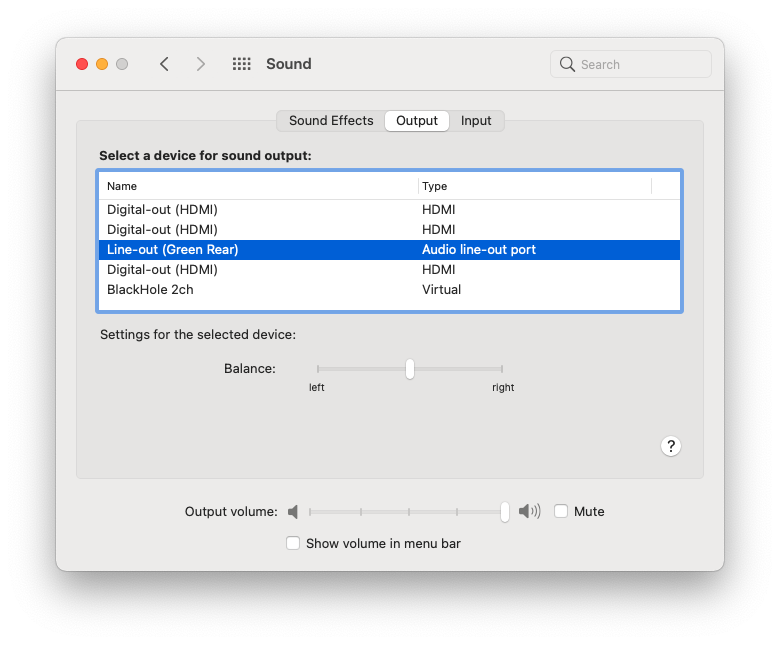 Sound
Search
Sound Effects Output Input
Select a device for sound output:
Name Type
Digital-out (HDMI) HDMI
Digital-out (HDMI) HDMI
Line-out (Green Rear) Audio line-out port
Digital-out (HDMI) HDMI
BlackHole 2ch Virtual
Settings for the selected device:
Balance:
left right
?
Output volume: Mute
Show volume in menu bar